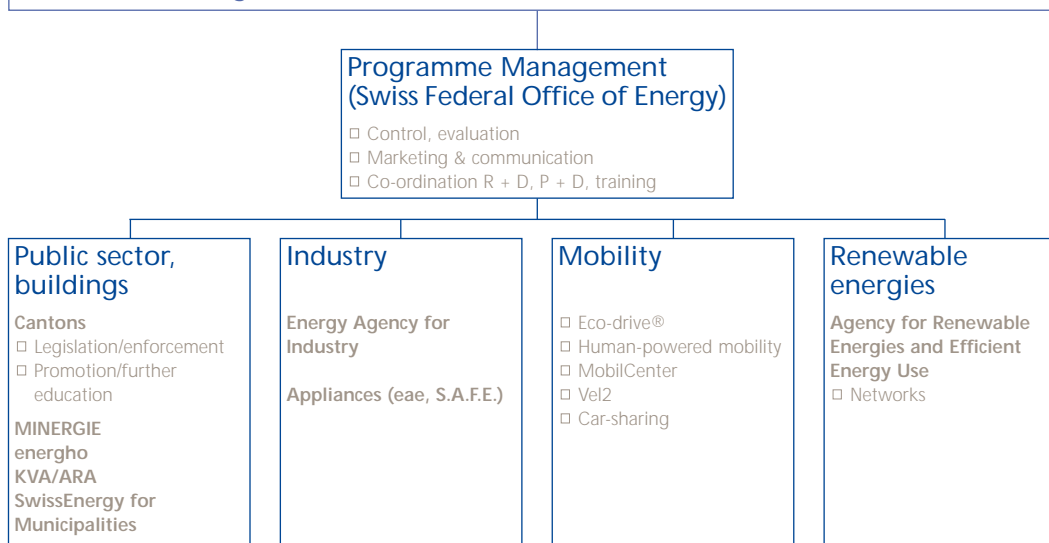 Programme Management
(Swiss Federal Office of Energy)
□ Control, evaluation
□ Marketing & communication
□ Co-ordination R + D, P + D, training
Public sector,
buildings
Cantons
□ Legislation/enforcement
□ Promotion/further
education
MINERGIE
energho
KVA/ARA
SwissEnergy for
Municipalities
Industry
Energy Agency for
Industry
Appliances (eae, S.A.F.E.)
Mobility
□ Eco-drive®
□ Human-powered mobility
□ MobilCenter
□ Vel2
□ Car-sharing
Renewable
energies
Agency for Renewable
Energies and Efficient
Energy Use
□ Networks